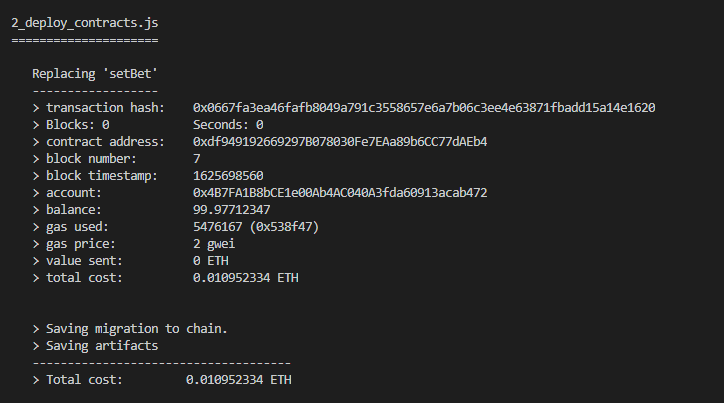 2_deploy_contracts.js
=====================
Replacing 'setBet'
------------------
> transaction hash: 0x0667fa3ea46fafb8049a791c3558657e6a7b06c3ee4e63871fbadd15a14e1620
> Blocks: 0 Seconds: 0
> contract address: 0xdf949192669297B078030Fe7EAa89b6CC77dAEb4
> block number: 7
> block timestamp: 1625698560
> account: 0x4B7FA1B8bCE1e00Ab4AC040A3fda60913acab472
> balance: 99.97712347
> gas used: 5476167 (0x538f47)
> gas price: 2 gwei
> value sent: 0 ETH
> total cost: 0.010952334 ETH
> Saving migration to chain.
> Saving artifacts
-------------------------------------
> Total cost: 0.010952334 ETH